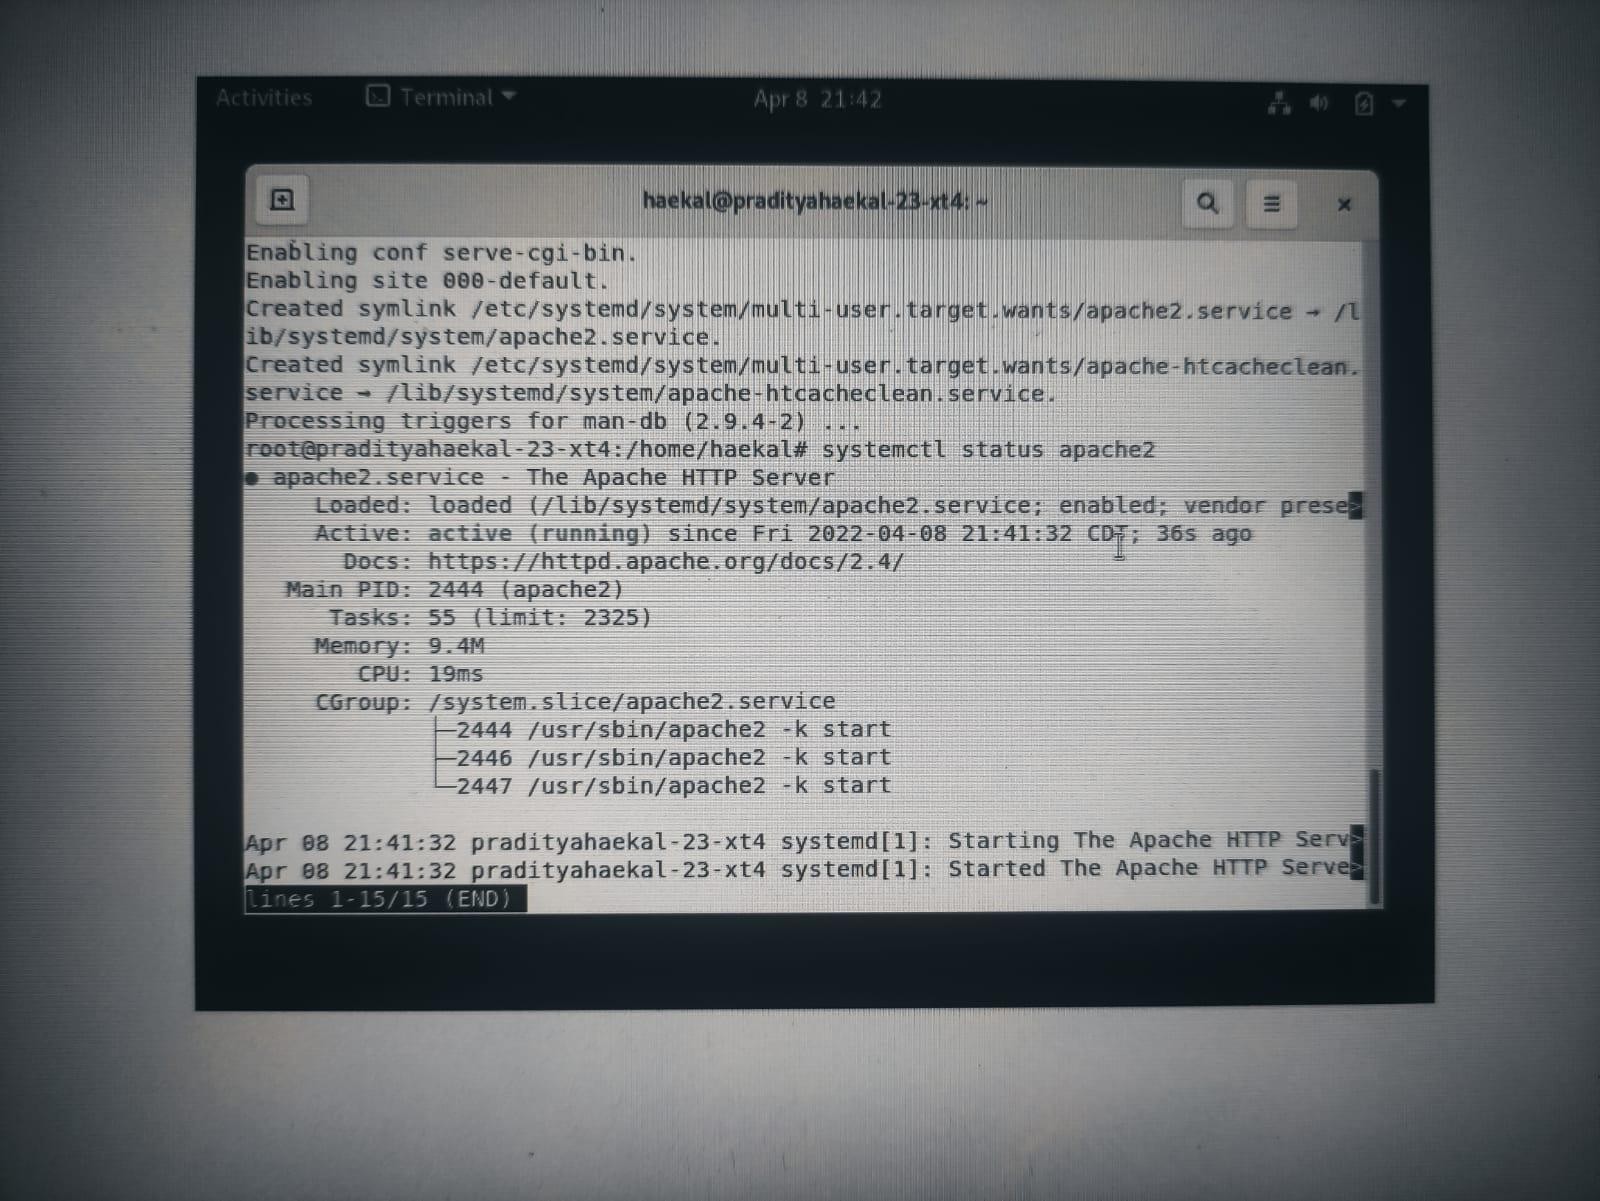 Activities Terminal Apr 8 21:42
haekal@pradityahaekal-23-xt4: ~
Enabling conf serve-cgi-bin.
Enabling site 000-default.
Created symlink /etc/systemd/system/multi-user.target.wants/apache2.service → /l
ib/systemd/system/apache2.service.
Created symlink /etc/systemd/system/multi-user.target.wants/apache-htcacheclean.
service → /lib/systemd/system/apache-htcacheclean.service.
Processing triggers for man-db (2.9.4-2) ...
root@pradityahaekal-23-xt4:/home/haekal# systemctl status apache2
● apache2.service - The Apache HTTP Server
Loaded: loaded (/lib/systemd/system/apache2.service; enabled; vendor prese>
Active: active (running) since Fri 2022-04-08 21:41:32 CDT; 36s ago
Docs: https://httpd.apache.org/docs/2.4/
Main PID: 2444 (apache2)
Tasks: 55 (limit: 2325)
Memory: 9.4M
CPU: 19ms
CGroup: /system.slice/apache2.service
├─2444 /usr/sbin/apache2 -k start
├─2446 /usr/sbin/apache2 -k start
└─2447 /usr/sbin/apache2 -k start
Apr 08 21:41:32 pradityahaekal-23-xt4 systemd[1]: Starting The Apache HTTP Serv>
Apr 08 21:41:32 pradityahaekal-23-xt4 systemd[1]: Started The Apache HTTP Serve>
lines 1-15/15 (END)